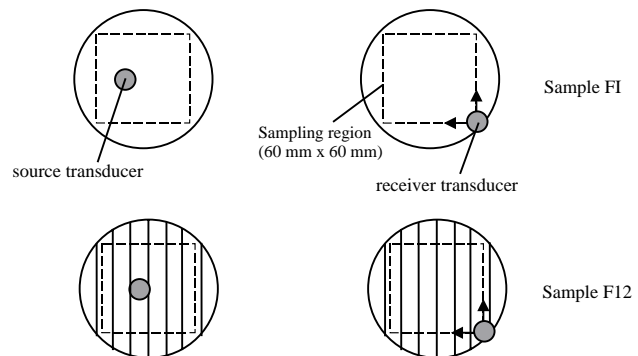 Sample FI
Sampling region
(60 mm x 60 mm)
source transducer
receiver transducer
Sample F12